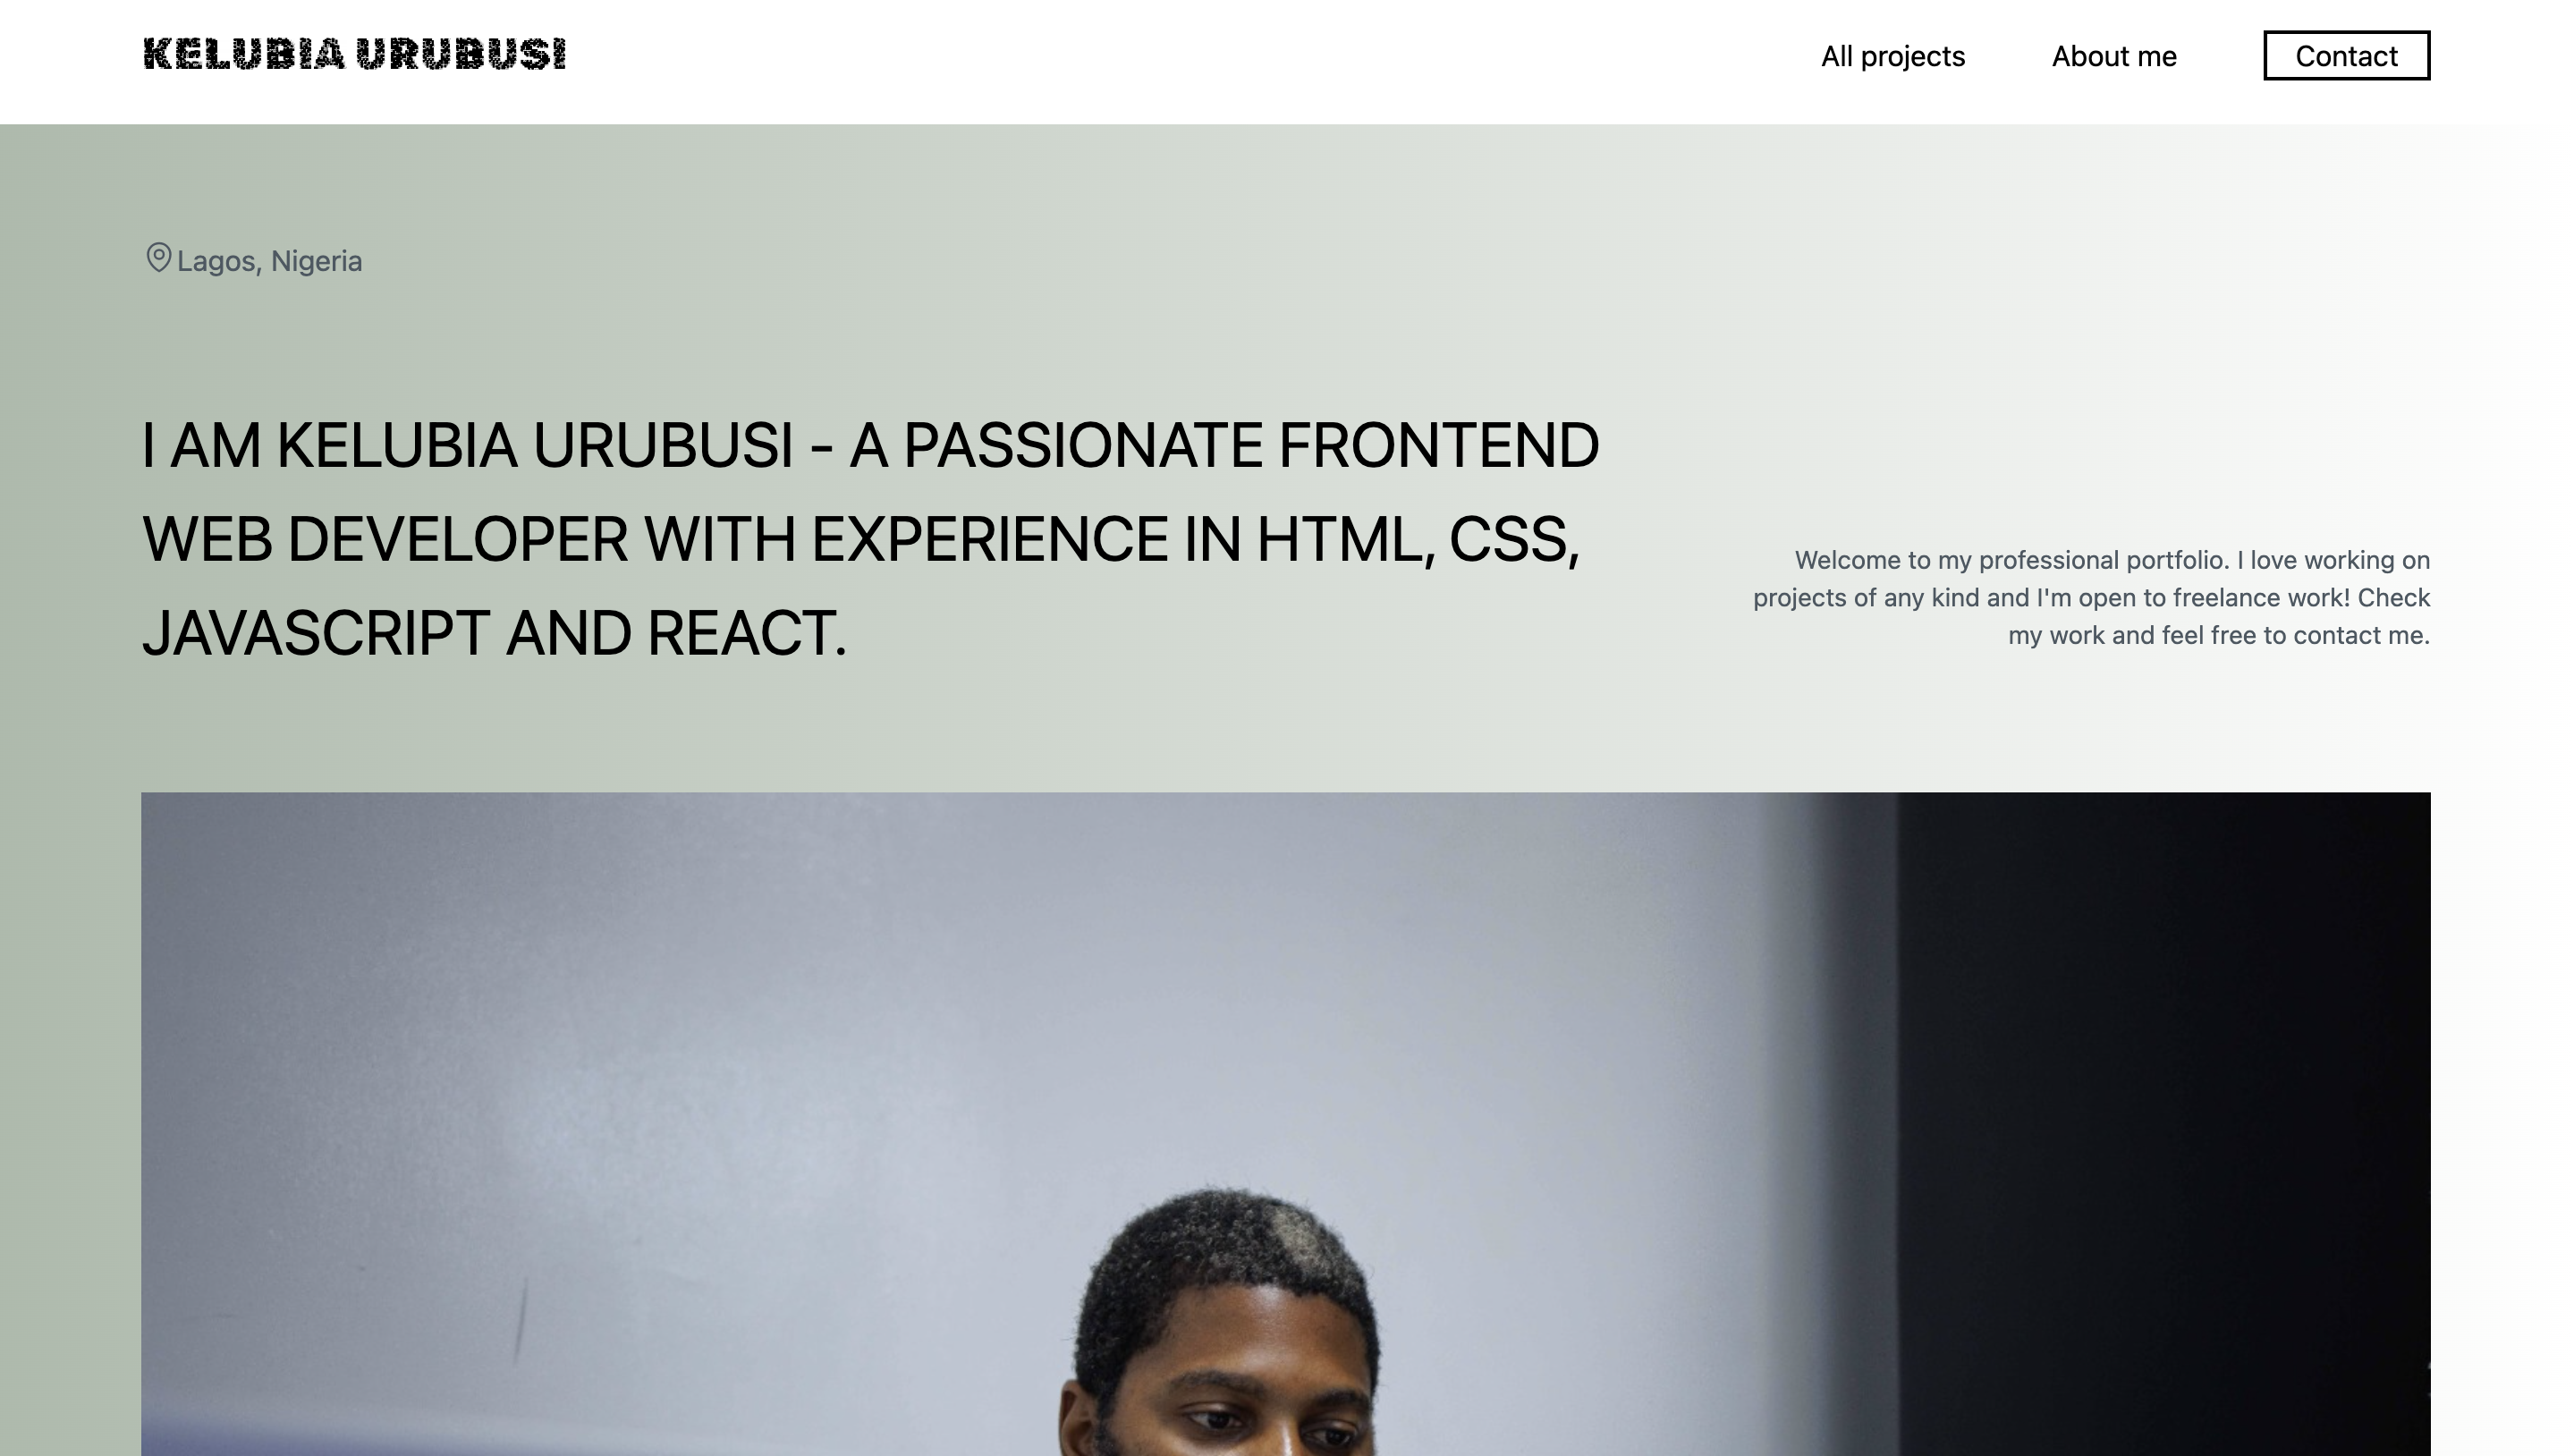 KELUBIA URUBUSI
All projects
About me
Contact
Lagos, Nigeria
I AM KELUBIA URUBUSI - A PASSIONATE FRONTEND
WEB DEVELOPER WITH EXPERIENCE IN HTML, CSS,
JAVASCRIPT AND REACT.
Welcome to my professional portfolio. I love working on
projects of any kind and I'm open to freelance work! Check
my work and feel free to contact me.